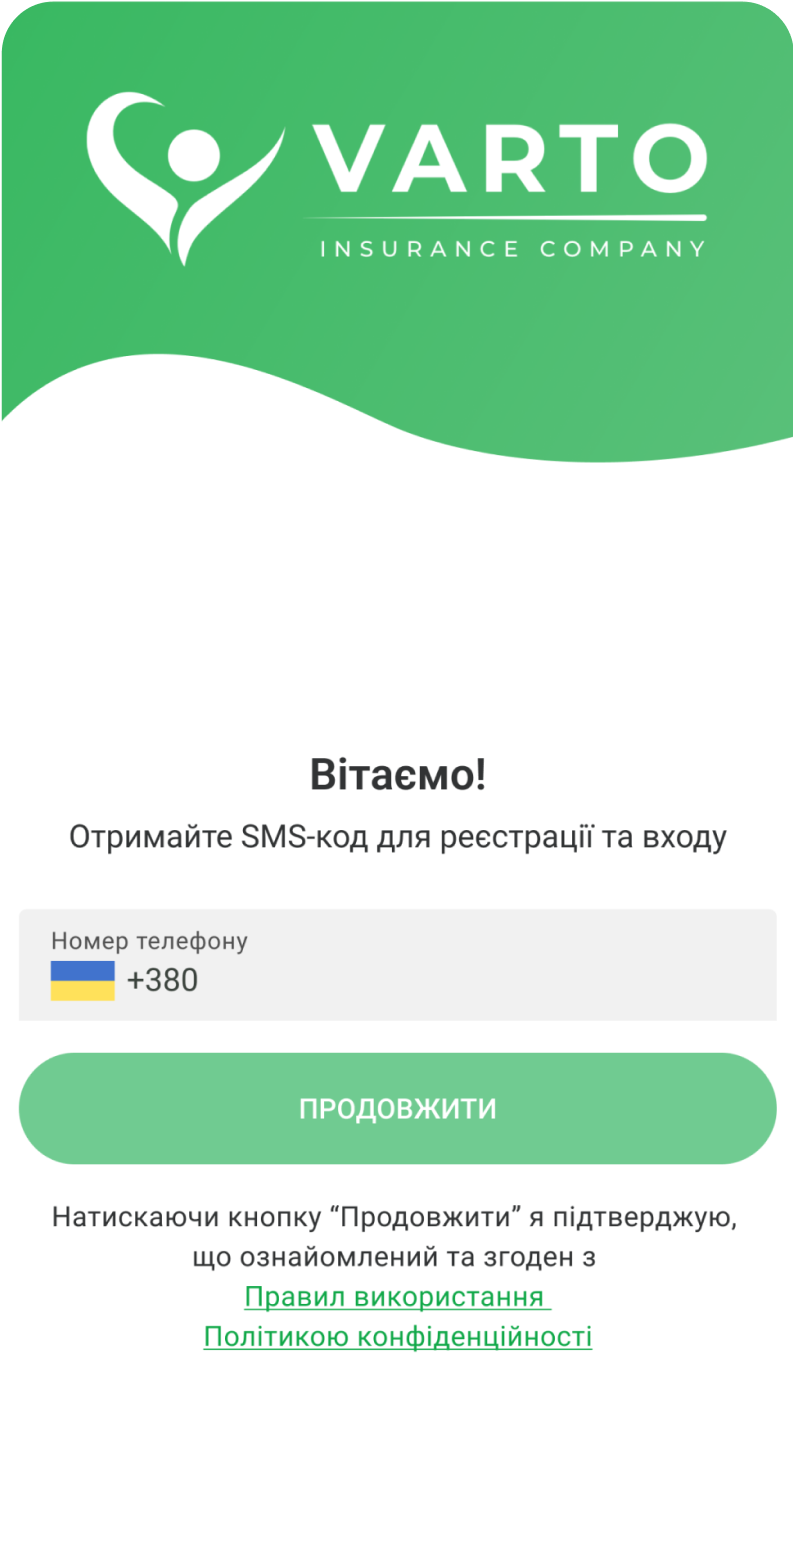 VARTO
INSURANCE COMPANY
Вітаємо!
Отримайте SMS-код для реєстрації та входу
Номер телефону
+380
ПРОДОВЖИТИ
Натискаючи кнопку “Продовжити” я підтверджую,
що ознайомлений та згоден з
Правил використання
Політикою конфіденційності